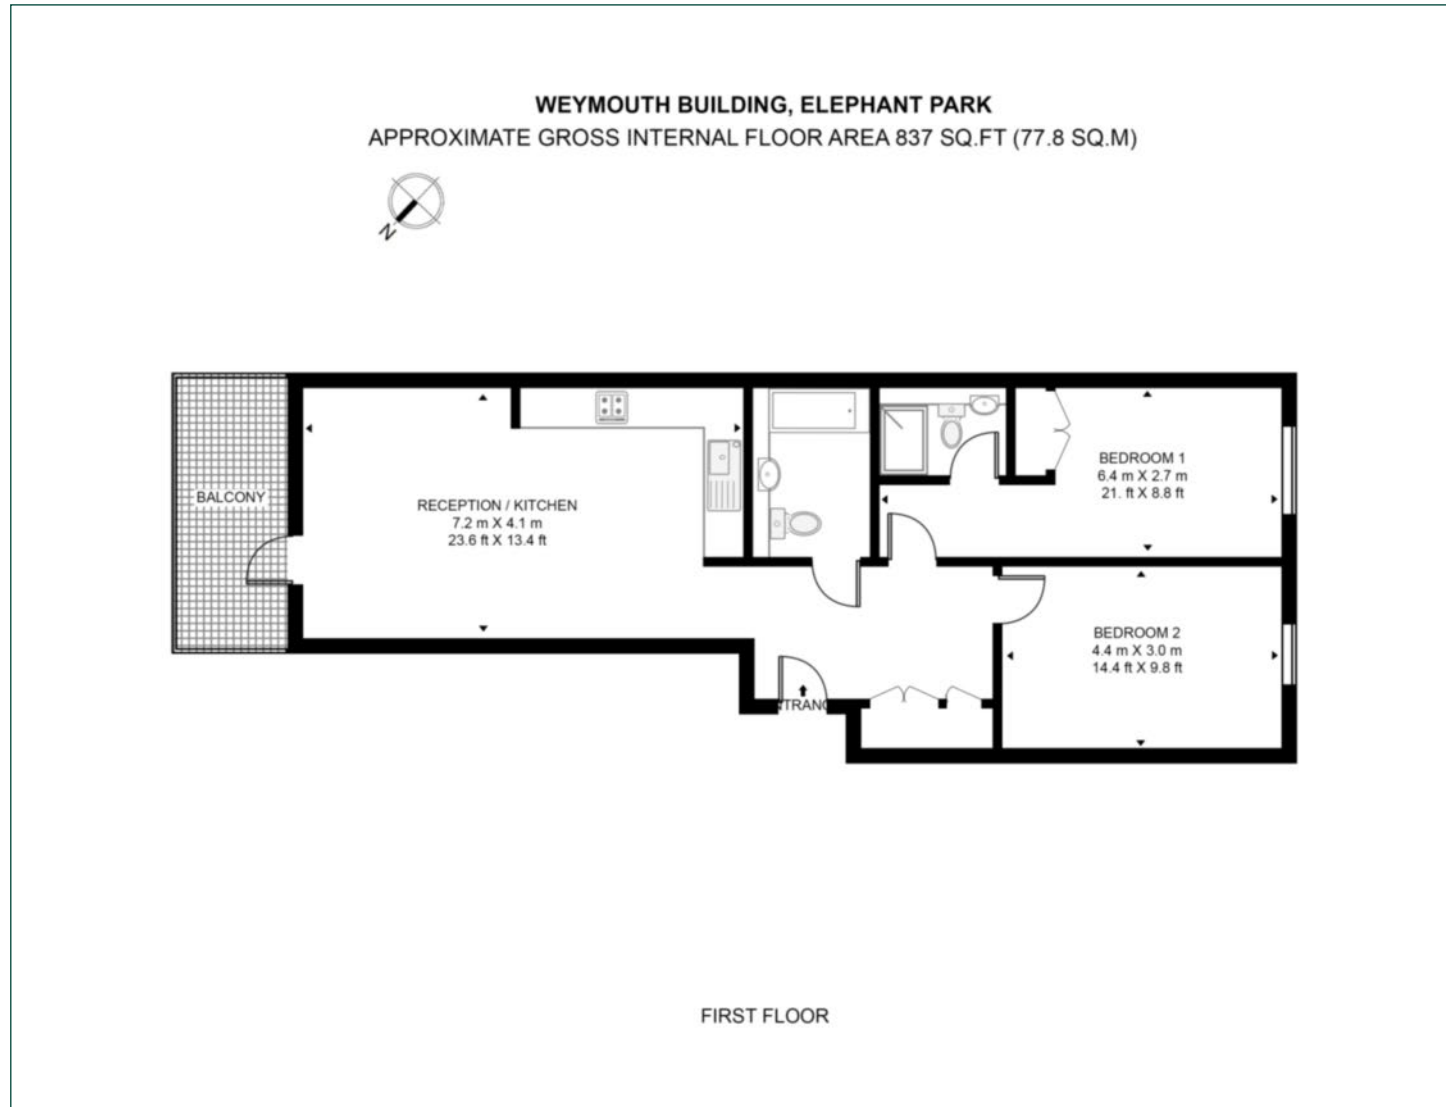 WEYMOUTH BUILDING, ELEPHANT PARK
APPROXIMATE GROSS INTERNAL FLOOR AREA 837 SQ.FT (77.8 SQ.M)
N
BALCONY
RECEPTION / KITCHEN
7.2 m X 4.1 m
23.6 ft X 13.4 ft
BEDROOM 1
6.4 m X 2.7 m
21. ft X 8.8 ft
BEDROOM 2
4.4 m X 3.0 m
14.4 ft X 9.8 ft
NTRANC
FIRST FLOOR